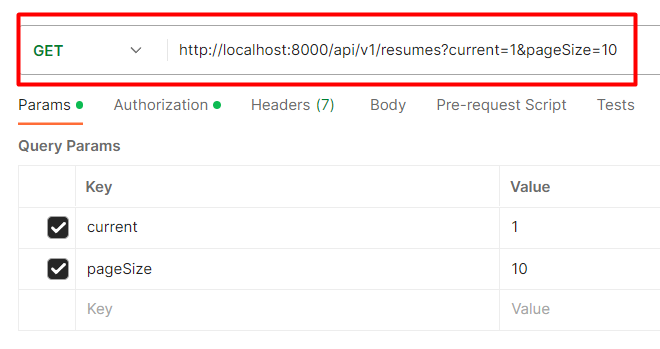 GET http://localhost:8000/api/v1/resumes?current=1&pageSize=10
Params Authorization Headers (7) Body Pre-request Script Tests
Query Params
Key Value
current 1
pageSize 10
Key Value